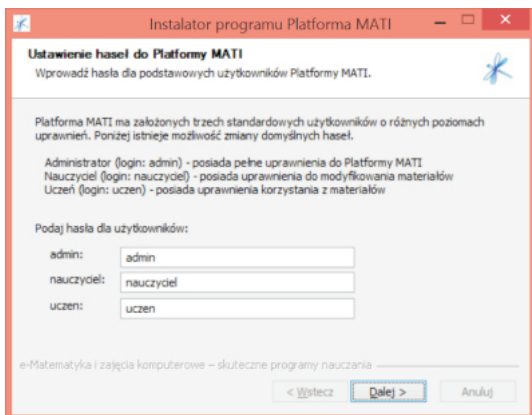 Instalator programu Platforma MATI
Ustawienie haseł do Platformy MATI
Wprowadź hasła dla podstawowych użytkowników Platformy MATI.
Platforma MATI ma założonych trzech standardowych użytkowników o różnych poziomach
uprawnień. Poniżej istnieje możliwość zmiany domyślnych haseł.
Administrator (login: admin) - posiada pełne uprawnienia do Platformy MATI
Nauczyciel (login: nauczyciel) - posiada uprawnienia do modyfikowania materiałów
Uczeń (login: uczen) - posiada uprawnienia korzystania z materiałów
Podaj hasła dla użytkowników:
admin: admin
nauczyciel: nauczyciel
uczen: uczen
e-Matematyka i zajęcia komputerowe – skuteczne programy nauczania
< Wstecz Dalej > Anuluj